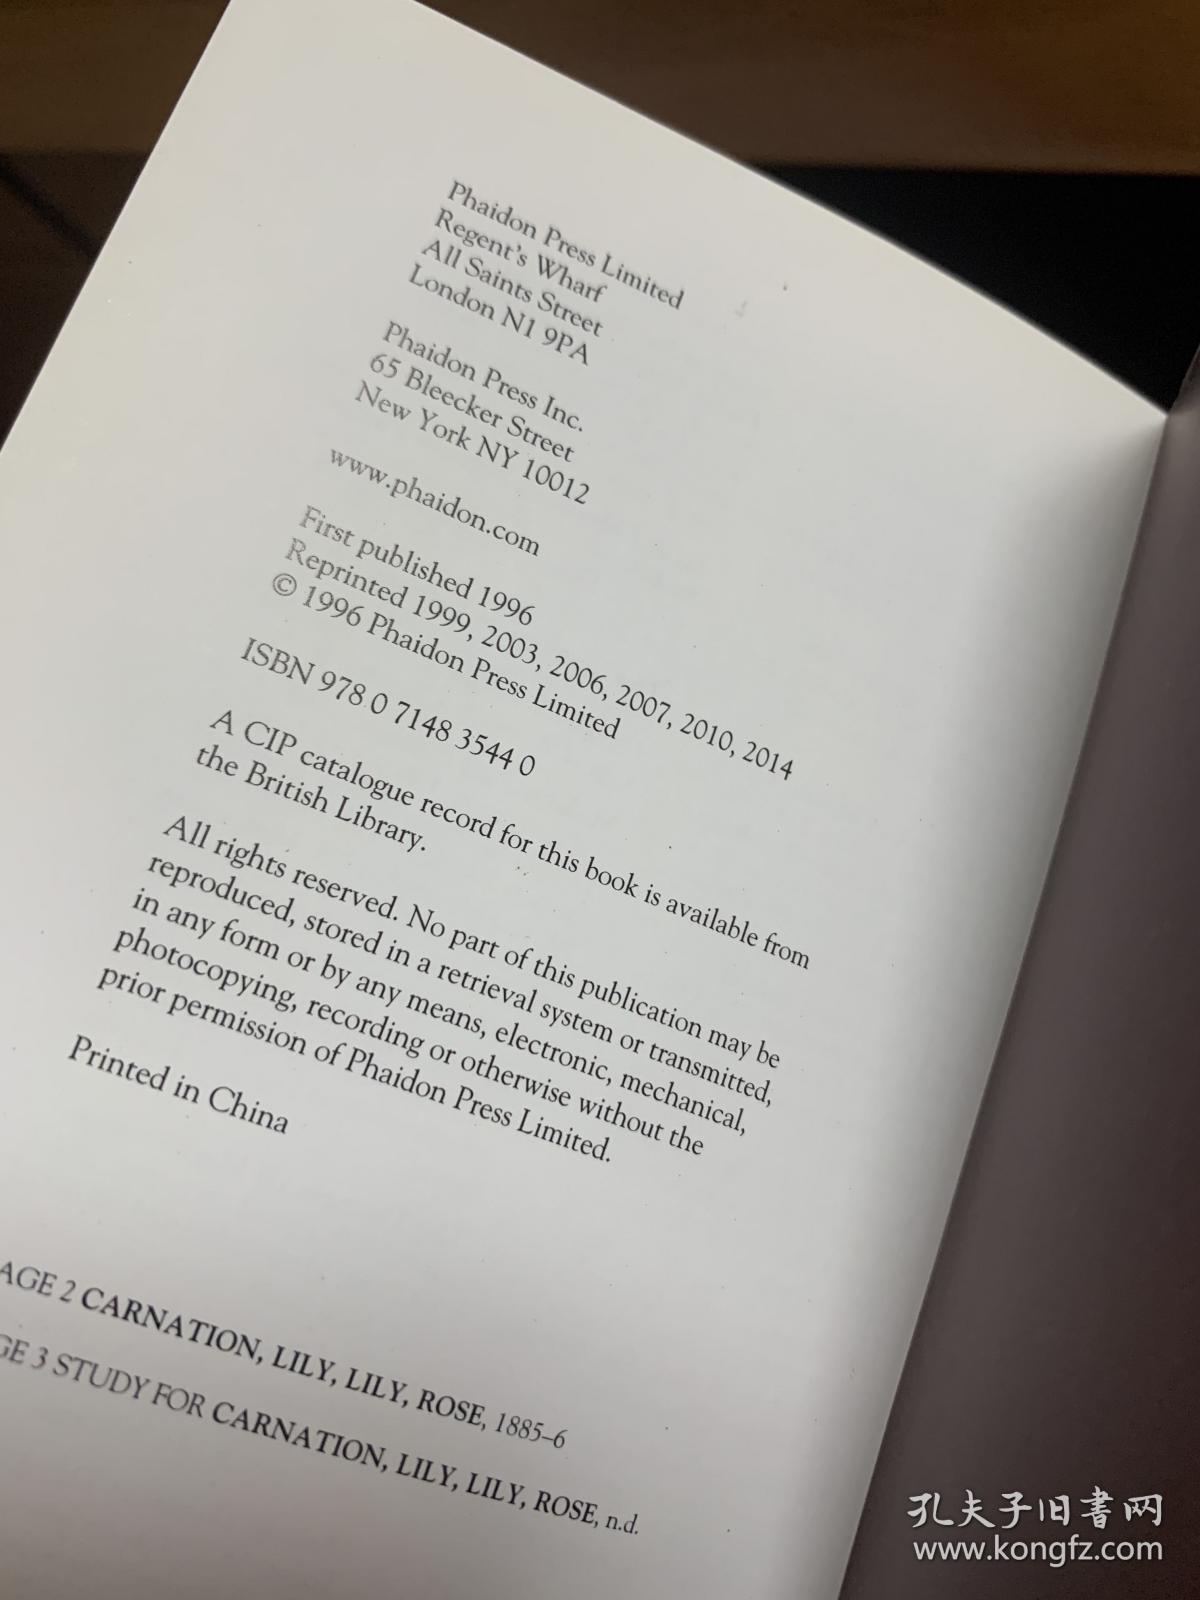 Phaidon Press Limited
Regent's Wharf
All Saints Street
London N1 9PA
Phaidon Press Inc.
65 Bleecker Street
New York NY 10012
www.phaidon.com
First published 1996
Reprinted 1999, 2003, 2006, 2007, 2010, 2014
© 1996 Phaidon Press Limited
ISBN 978 0 7148 3544 0
A CIP catalogue record for this book is available from
the British Library.
All rights reserved. No part of this publication may be
reproduced, stored in a retrieval system or transmitted,
in any form or by any means, electronic, mechanical,
photocopying, recording or otherwise without the
prior permission of Phaidon Press Limited.
Printed in China
AGE 2 CARNATION, LILY, LILY, ROSE, 1885–6
GE 3 STUDY FOR CARNATION, LILY, LILY, ROSE, n.d.
孔夫子旧書网
www.kongfz.com